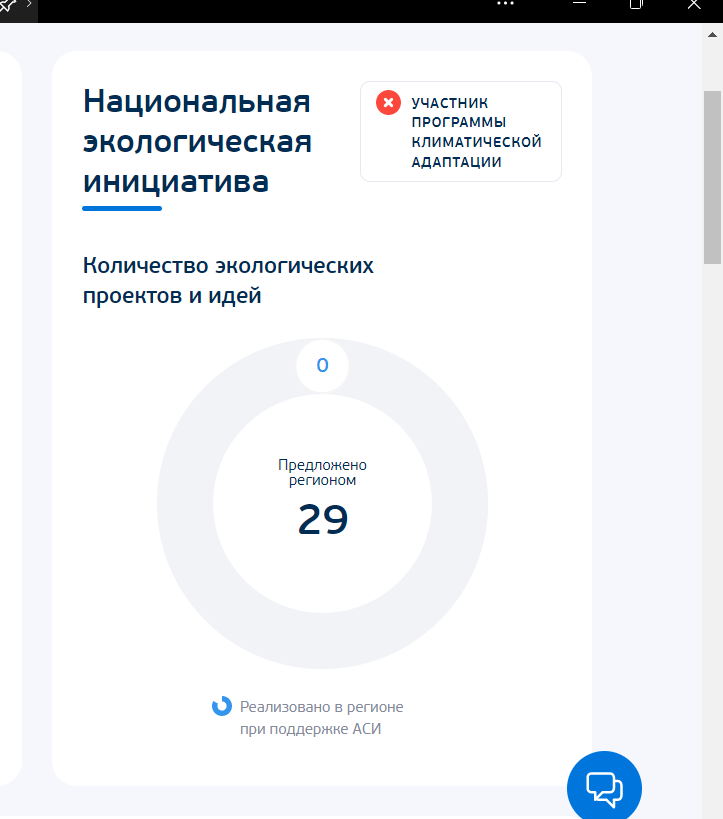 Национальная
экологическая
инициатива
УЧАСТНИК
ПРОГРАММЫ
КЛИМАТИЧЕСКОЙ
АДАПТАЦИИ
Количество экологических
проектов и идей
0
Предложено
регионом
29
Реализовано в регионе
при поддержке АСИ